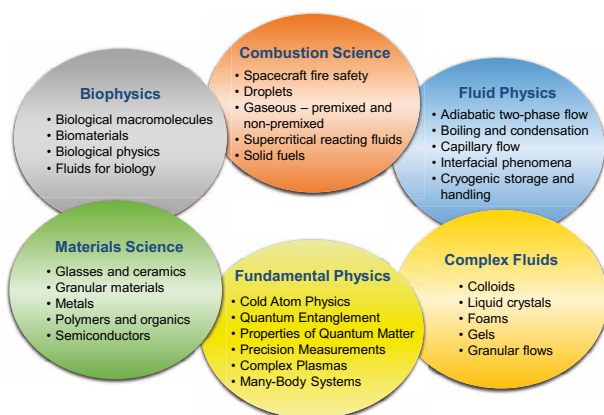 Combustion Science
• Spacecraft fire safety
• Droplets
• Gaseous – premixed and
non-premixed
• Supercritical reacting fluids
• Solid fuels
Biophysics
• Biological macromolecules
• Biomaterials
• Biological physics
• Fluids for biology
Fluid Physics
• Adiabatic two-phase flow
• Boiling and condensation
• Capillary flow
• Interfacial phenomena
• Cryogenic storage and
handling
Materials Science
• Glasses and ceramics
• Granular materials
• Metals
• Polymers and organics
• Semiconductors
Fundamental Physics
• Cold Atom Physics
• Quantum Entanglement
• Properties of Quantum Matter
• Precision Measurements
• Complex Plasmas
• Many-Body Systems
Complex Fluids
• Colloids
• Liquid crystals
• Foams
• Gels
• Granular flows